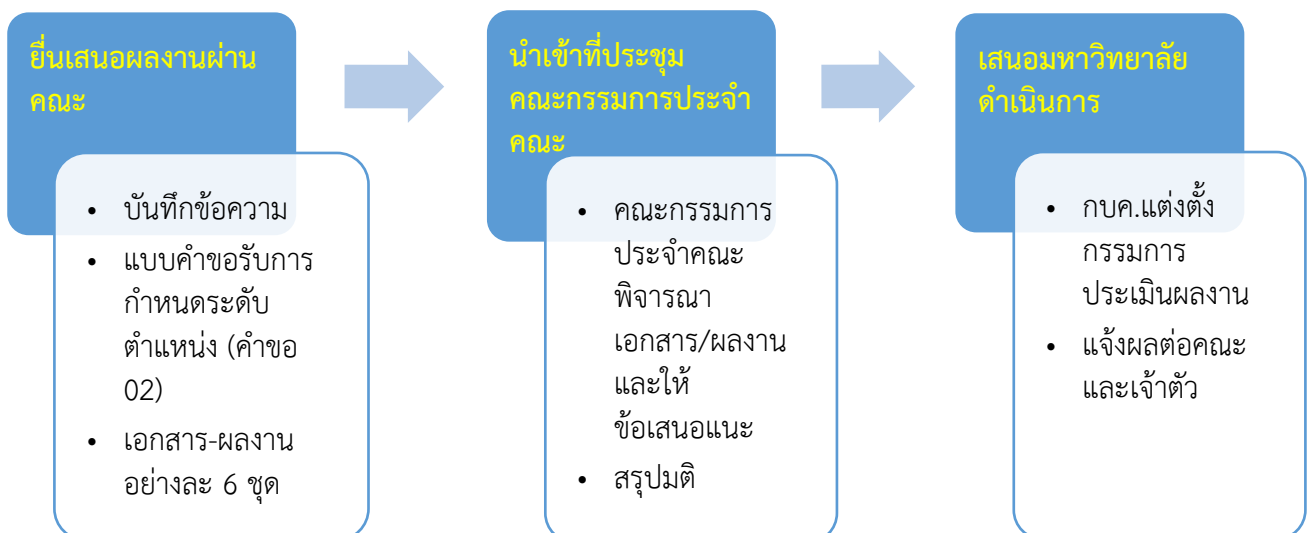 ยื่นเสนอผลงานผ่าน
คณะ
• บันทึกข้อความ
• แบบคำขอรับการ
กำหนดระดับ
ตำแหน่ง (คำขอ
02)
• เอกสาร-ผลงาน
อย่างละ 6 ชุด
นำเข้าที่ประชุม
คณะกรรมการประจำ
คณะ
• คณะกรรมการ
ประจำคณะ
พิจารณา
เอกสาร/ผลงาน
และให้
ข้อเสนอแนะ
• สรุปมติ
เสนอมหาวิทยาลัย
ดำเนินการ
• กบค.แต่งตั้ง
กรรมการ
ประเมินผลงาน
• แจ้งผลต่อคณะ
และเจ้าตัว